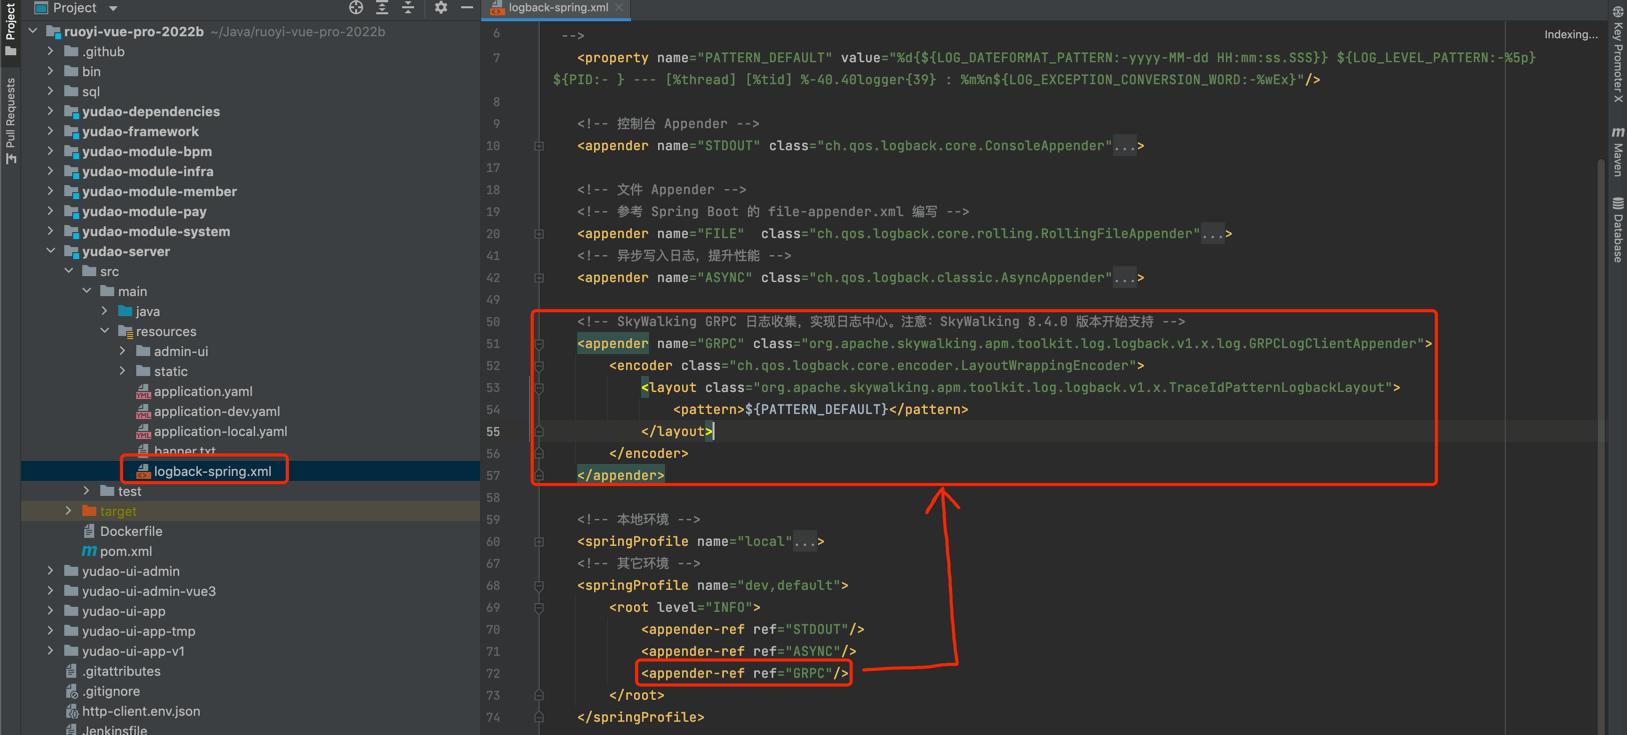 Project
logback-spring.xml
Project
Pull Requests
ruoyi-vue-pro-2022b ~/Java/ruoyi-vue-pro-2022b
.github
bin
sql
yudao-dependencies
yudao-framework
yudao-module-bpm
yudao-module-infra
yudao-module-member
yudao-module-pay
yudao-module-system
yudao-server
src
main
java
resources
admin-ui
static
application.yaml
application-dev.yaml
application-local.yaml
banner.txt
logback-spring.xml
test
target
Dockerfile
pom.xml
yudao-ui-admin
yudao-ui-admin-vue3
yudao-ui-app
yudao-ui-app-tmp
yudao-ui-app-v1
.gitattributes
.gitignore
http-client.env.json
Jenkinsfile
6 -->
7 <property name="PATTERN_DEFAULT" value="%d{${LOG_DATEFORMAT_PATTERN:-yyyy-MM-dd HH:mm:ss.SSS}} ${LOG_LEVEL_PATTERN:-%5p}
${PID:- } --- [%thread] [%tid] %-40.40logger{39} : %m%n${LOG_EXCEPTION_CONVERSION_WORD:-%wEx}"/>
8
9 <!-- 控制台 Appender -->
10 <appender name="STDOUT" class="ch.qos.logback.core.ConsoleAppender"...>
17
18 <!-- 文件 Appender -->
19 <!-- 参考 Spring Boot 的 file-appender.xml 编写 -->
20 <appender name="FILE" class="ch.qos.logback.core.rolling.RollingFileAppender"...>
41 <!-- 异步写入日志，提升性能 -->
42 <appender name="ASYNC" class="ch.qos.logback.classic.AsyncAppender"...>
49
50 <!-- SkyWalking GRPC 日志收集，实现日志中心。注意：SkyWalking 8.4.0 版本开始支持 -->
51 <appender name="GRPC" class="org.apache.skywalking.apm.toolkit.log.logback.v1.x.log.GRPCLogClientAppender">
52 <encoder class="ch.qos.logback.core.encoder.LayoutWrappingEncoder">
53 <layout class="org.apache.skywalking.apm.toolkit.log.logback.v1.x.TraceIdPatternLogbackLayout">
54 <pattern>${PATTERN_DEFAULT}</pattern>
55 </layout>
56 </encoder>
57 </appender>
58
59 <!-- 本地环境 -->
60 <springProfile name="local"...>
67 <!-- 其它环境 -->
68 <springProfile name="dev,default">
69 <root level="INFO">
70 <appender-ref ref="STDOUT"/>
71 <appender-ref ref="ASYNC"/>
72 <appender-ref ref="GRPC"/>
73 </root>
74 </springProfile>
Indexing...
Key Promoter X
Maven
Database